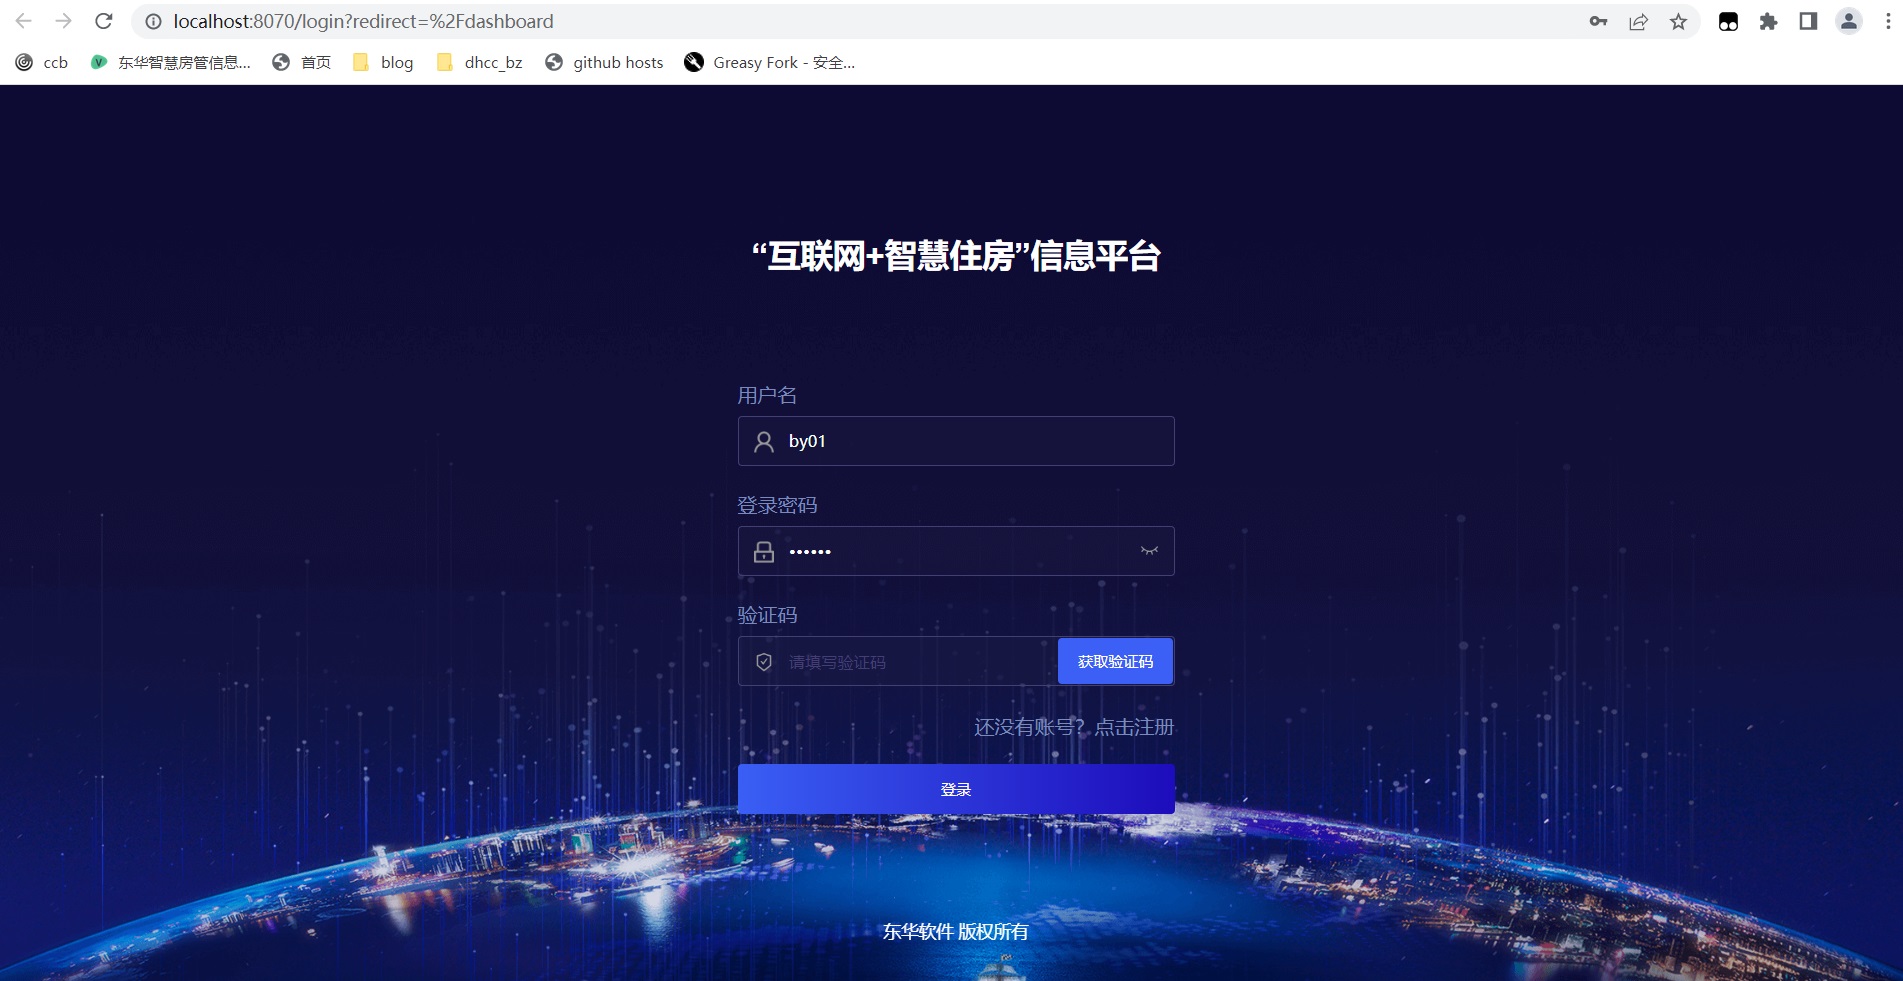 localhost:8070/login?redirect=%2Fdashboard
ccb 东华智慧房管信息... 首页 blog dhcc_bz github hosts Greasy Fork - 安全...
“互联网+智慧住房”信息平台
用户名
by01
登录密码
••••••
验证码
请填写验证码 获取验证码
还没有账号？点击注册
登录
东华软件 版权所有